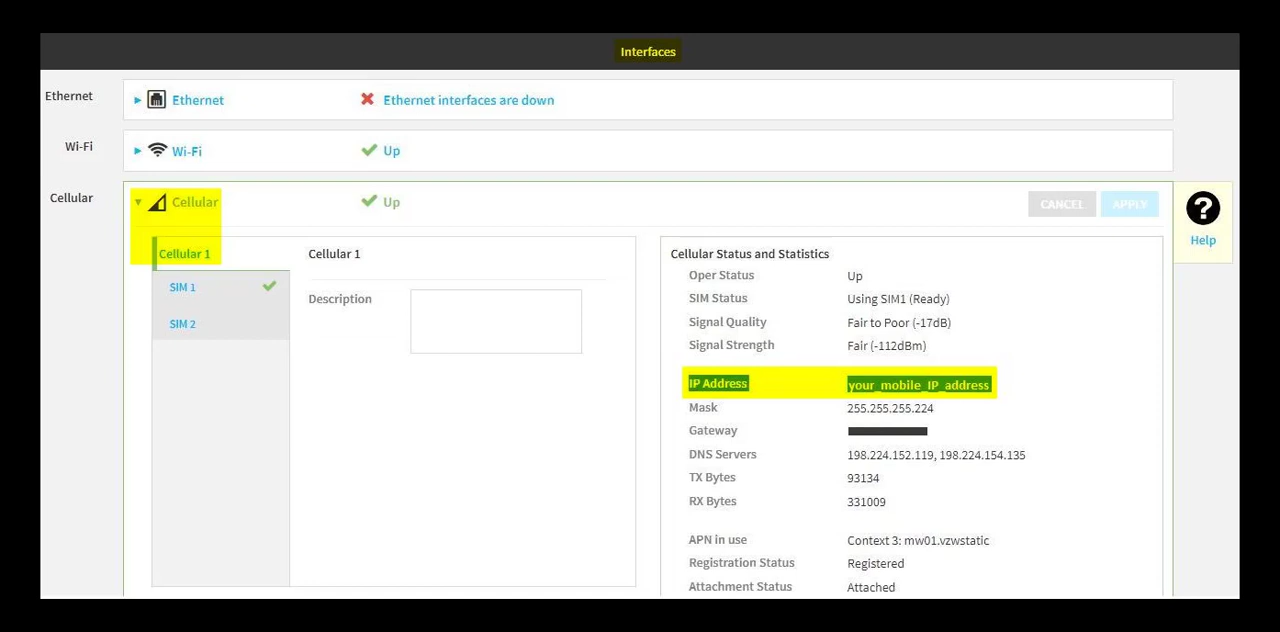 Interfaces
Ethernet
Ethernet
Ethernet interfaces are down
Wi-Fi
Wi-Fi
Up
Cellular
Cellular
Up
CANCEL
APPLY
Help
Cellular 1
SIM 1
SIM 2
Cellular 1
Description
Cellular Status and Statistics
Oper Status Up
SIM Status Using SIM1 (Ready)
Signal Quality Fair to Poor (-17dB)
Signal Strength Fair (-112dBm)
IP Address your_mobile_IP_address
Mask 255.255.255.224
Gateway
DNS Servers 198.224.152.119, 198.224.154.135
TX Bytes 93134
RX Bytes 331009
APN in use Context 3: mw01.vzwstatic
Registration Status Registered
Attachment Status Attached